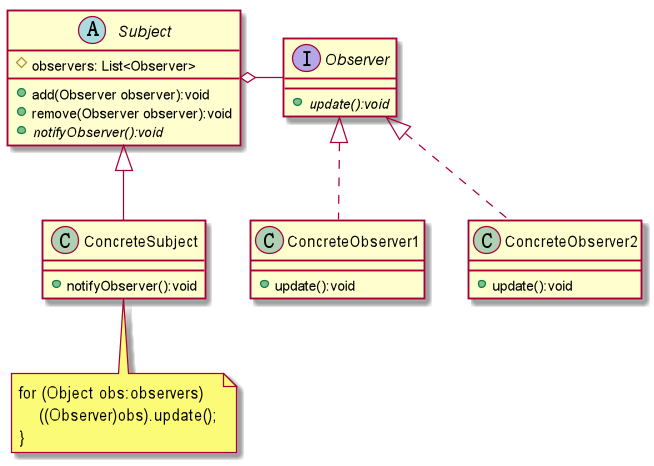 A Subject
observers: List<Observer>
add(Observer observer):void
remove(Observer observer):void
notifyObserver():void
I Observer
update():void
C ConcreteSubject
notifyObserver():void
C ConcreteObserver1
update():void
C ConcreteObserver2
update():void
for (Object obs:observers)
((Observer)obs).update();
}